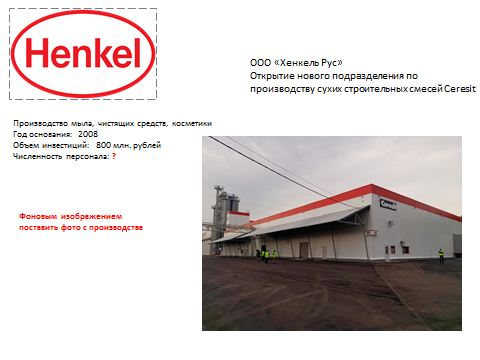 Henkel
ООО «Хенкель Рус»
Открытие нового подразделения по
производству сухих строительных смесей Ceresit
Производство мыла, чистящих средств, косметики
Год основания: 2008
Объем инвестиций: 800 млн. рублей
Численность персонала: ?
Фоновым изображением
поставить фото с производства
Ceresit